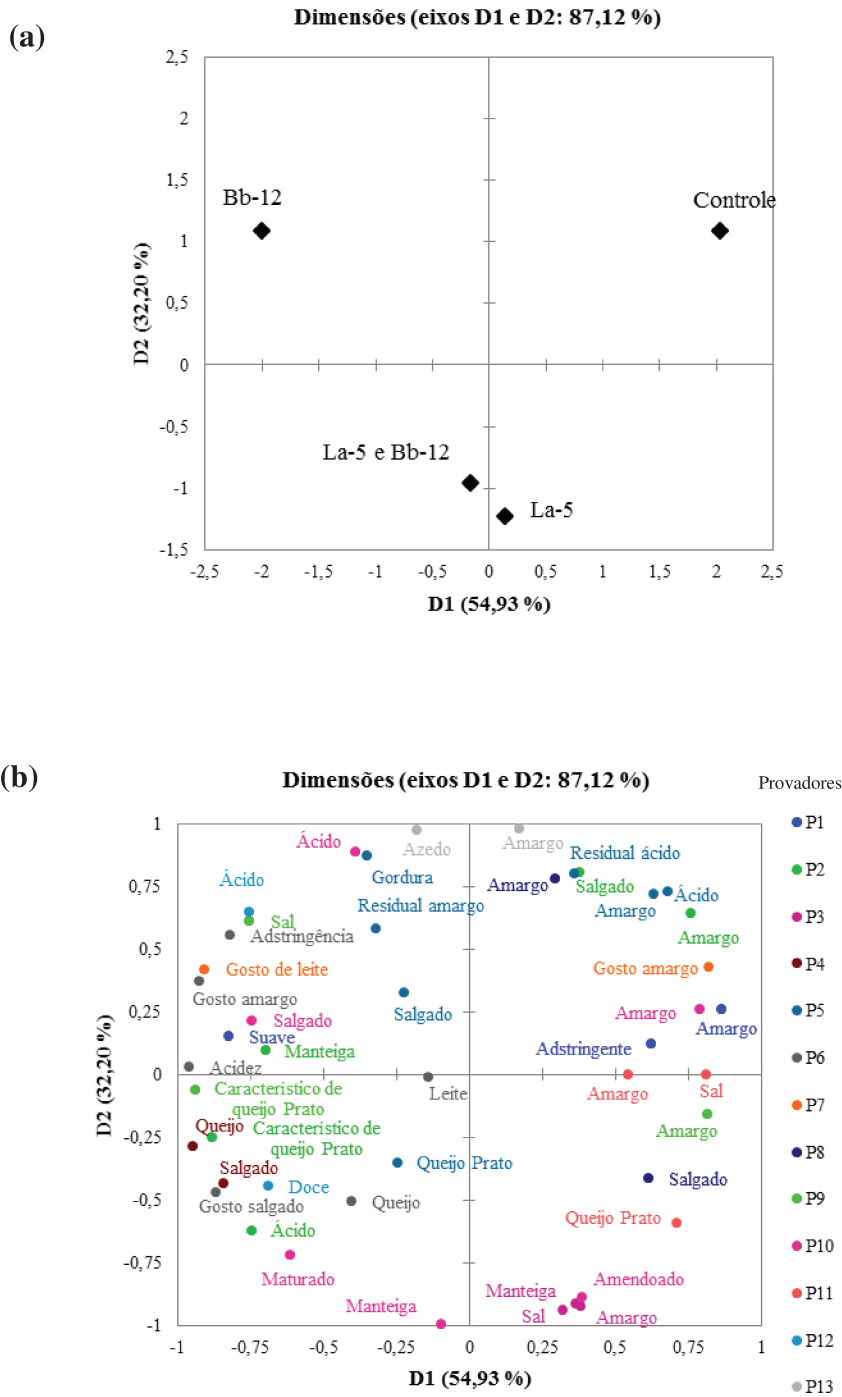 (a)
Dimensões (eixos D1 e D2: 87,12 %)
2,5
2
1,5
1
0,5
0
-0,5
-1
-1,5
D2 (32,20 %)
Bb-12
Controle
La-5 e Bb-12
La-5
-2,5
-2
-1,5
-1
-0,5
0
0,5
1
1,5
2
2,5
D1 (54,93 %)
(b)
Dimensões (eixos D1 e D2: 87,12 %)
Provadores
1
0,75
0,5
0,25
0
-0,25
-0,5
-0,75
-1
D2 (32,20 %)
Ácido
Azedo
Amargo
Gordura
Residual ácido
Ácido
Amargo
Salgado
Amargo
Ácido
Sal
Residual amargo
Adstringência
Amargo
Gosto de leite
Gosto amargo
Gosto amargo
Salgado
Salgado
Amargo
Amargo
Suave
Adstringente
Manteiga
Acidez
Leite
Amargo
Sal
Característico de
queijo Prato
Queijo
Característico de
queijo Prato
Amargo
Salgado
Queijo Prato
Salgado
Doce
Gosto salgado
Queijo
Queijo Prato
Ácido
Maturado
Manteiga
Manteiga
Amendoado
Sal
Amargo
-1
-0,75
-0,5
-0,25
0
0,25
0,5
0,75
1
D1 (54,93 %)
P1
P2
P3
P4
P5
P6
P7
P8
P9
P10
P11
P12
P13